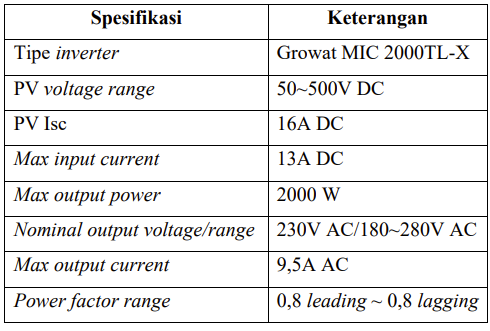 Spesifikasi Keterangan
Tipe inverter Growat MIC 2000TL-X
PV voltage range 50~500V DC
PV Isc 16A DC
Max input current 13A DC
Max output power 2000 W
Nominal output voltage/range 230V AC/180~280V AC
Max output current 9,5A AC
Power factor range 0,8 leading ~ 0,8 lagging